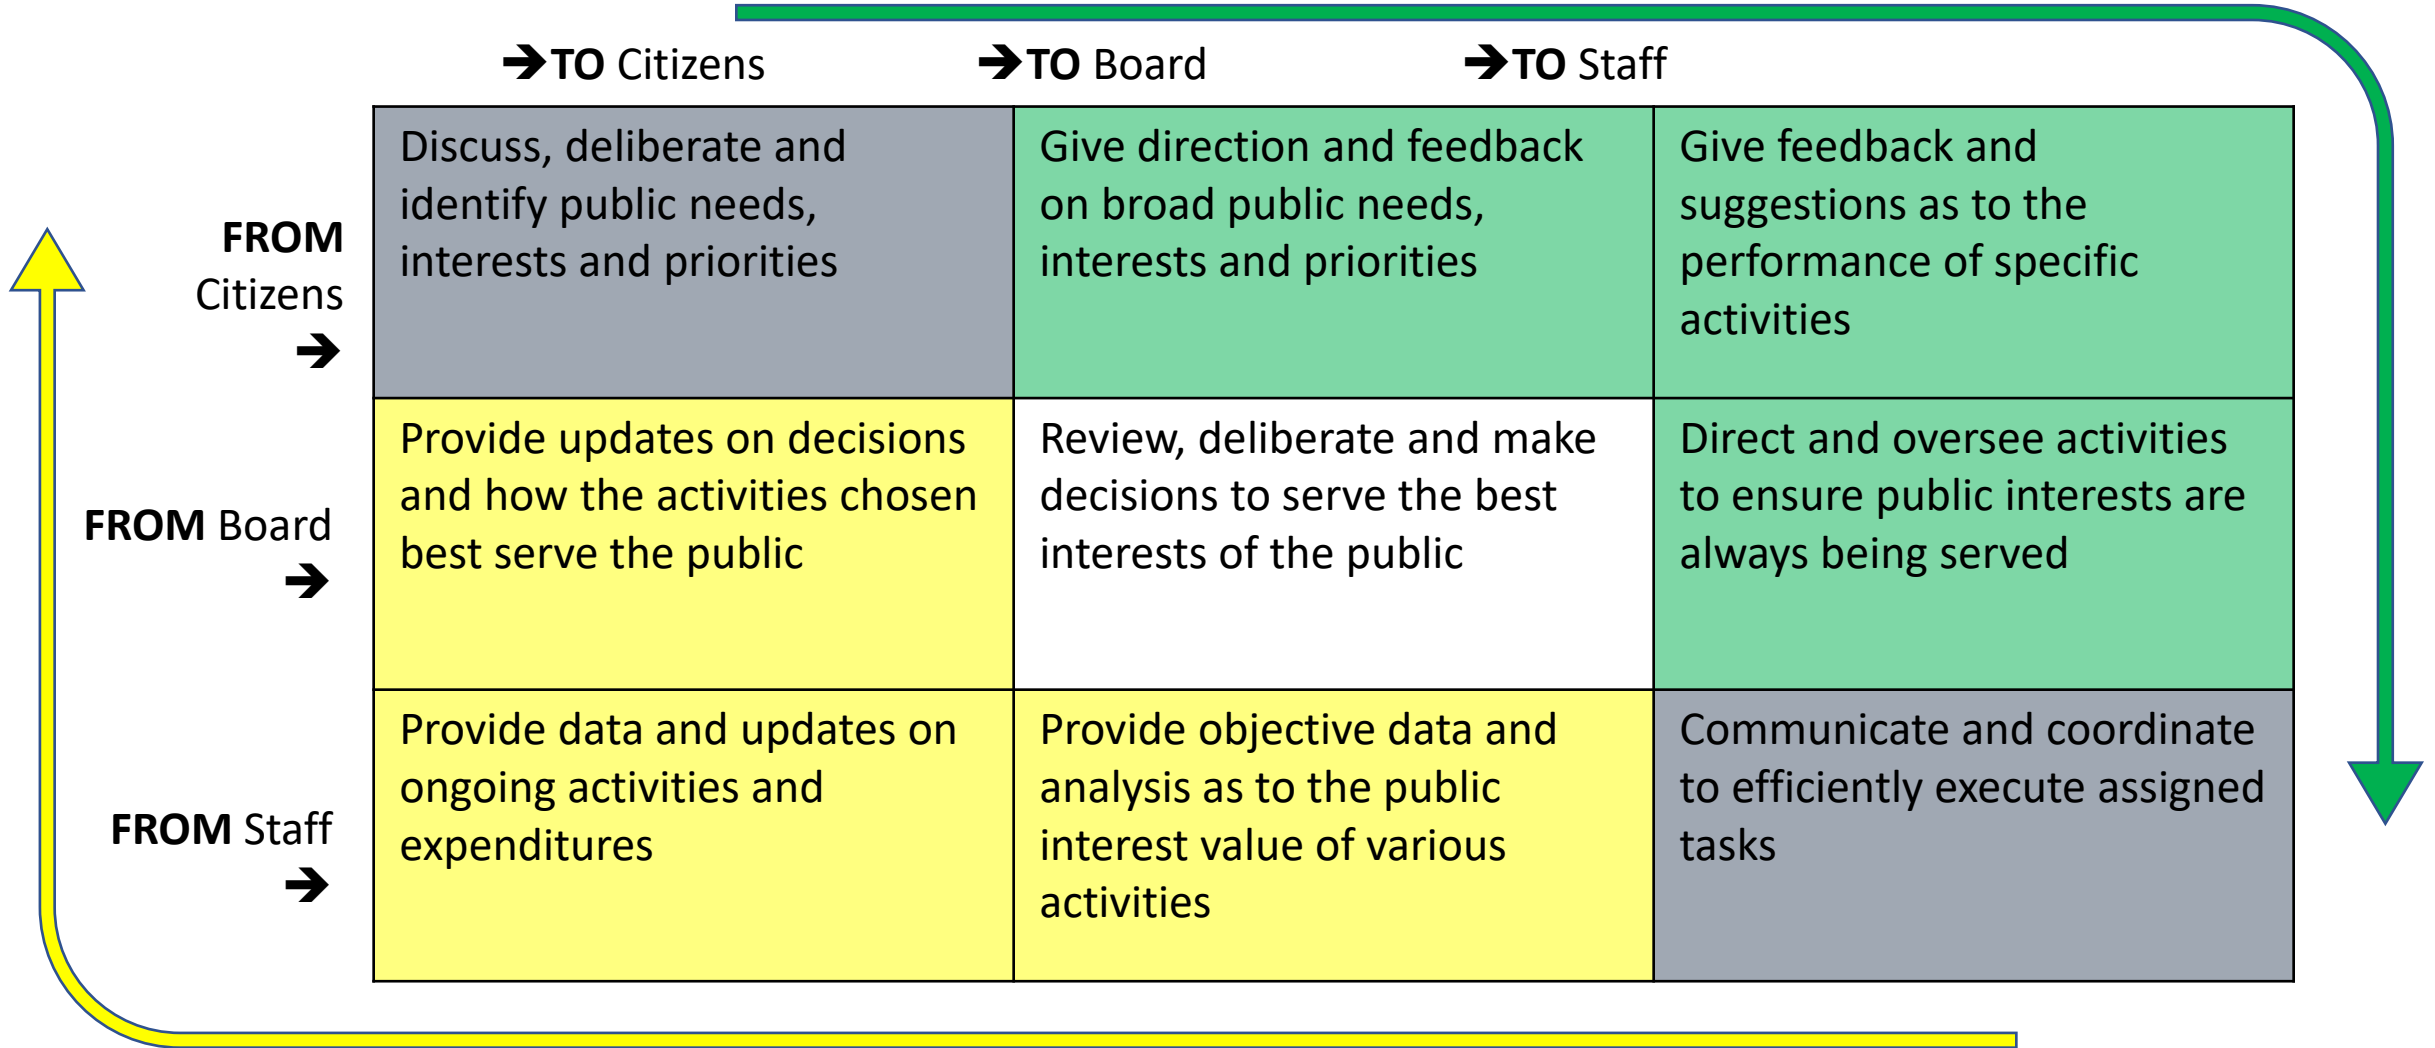 ➔TO Citizens
➔TO Board
➔TO Staff
FROM
Citizens
➔
Discuss, deliberate and
identify public needs,
interests and priorities
Give direction and feedback
on broad public needs,
interests and priorities
Give feedback and
suggestions as to the
performance of specific
activities
FROM Board
➔
Provide updates on decisions
and how the activities chosen
best serve the public
Review, deliberate and make
decisions to serve the best
interests of the public
Direct and oversee activities
to ensure public interests are
always being served
FROM Staff
➔
Provide data and updates on
ongoing activities and
expenditures
Provide objective data and
analysis as to the public
interest value of various
activities
Communicate and coordinate
to efficiently execute assigned
tasks